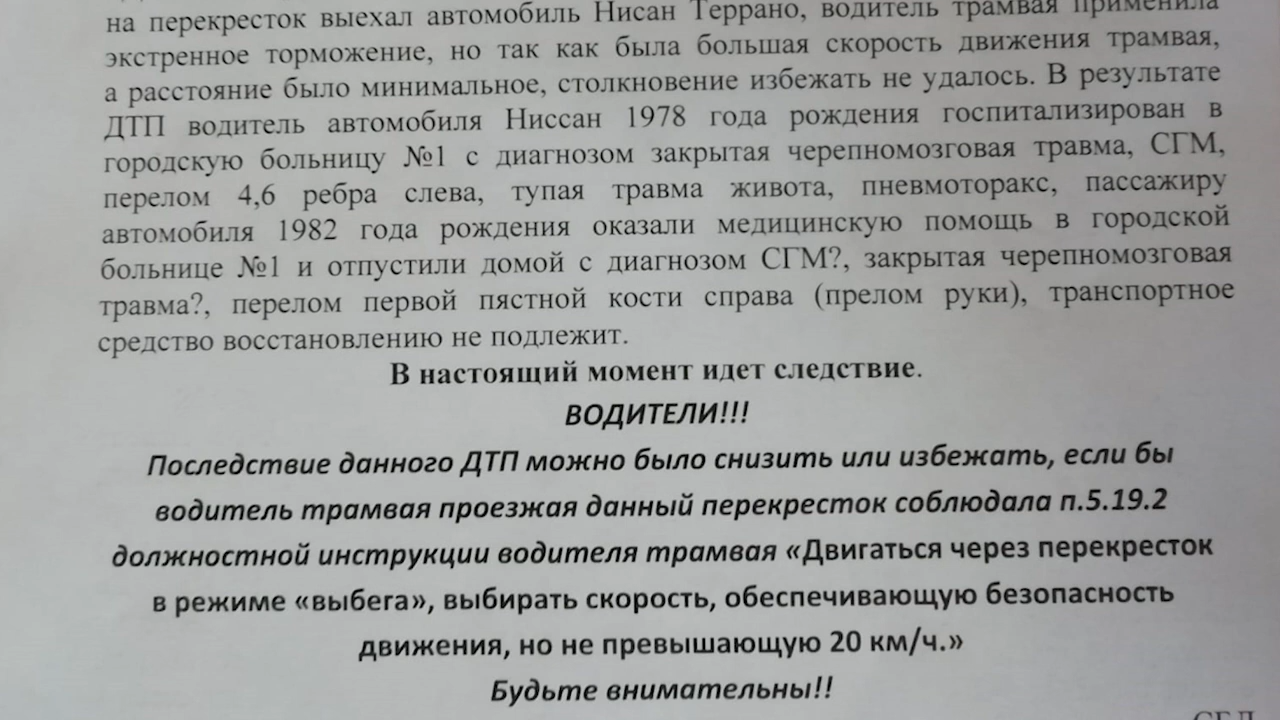 на перекресток выехал автомобиль Нисан Террано, водитель трамвая применила
экстренное торможение, но так как была большая скорость движения трамвая,
а расстояние было минимальное, столкновение избежать не удалось. В результате
ДТП водитель автомобиля Ниссан 1978 года рождения госпитализирован в
городскую больницу №1 с диагнозом закрытая черепномозговая травма, СГМ,
перелом 4,6 ребра слева, тупая травма живота, пневмоторакс, пассажиру
автомобиля 1982 года рождения оказали медицинскую помощь в городской
больнице №1 и отпустили домой с диагнозом СГМ?, закрытая черепномозговая
травма?, перелом первой пястной кости справа (прелом руки), транспортное
средство восстановлению не подлежит.
В настоящий момент идет следствие.
ВОДИТЕЛИ!!!
Последствие данного ДТП можно было снизить или избежать, если бы
водитель трамвая проезжая данный перекресток соблюдала п.5.19.2
должностной инструкции водителя трамвая «Двигаться через перекресток
в режиме «выбега», выбирать скорость, обеспечивающую безопасность
движения, но не превышающую 20 км/ч.»
Будьте внимательны!!